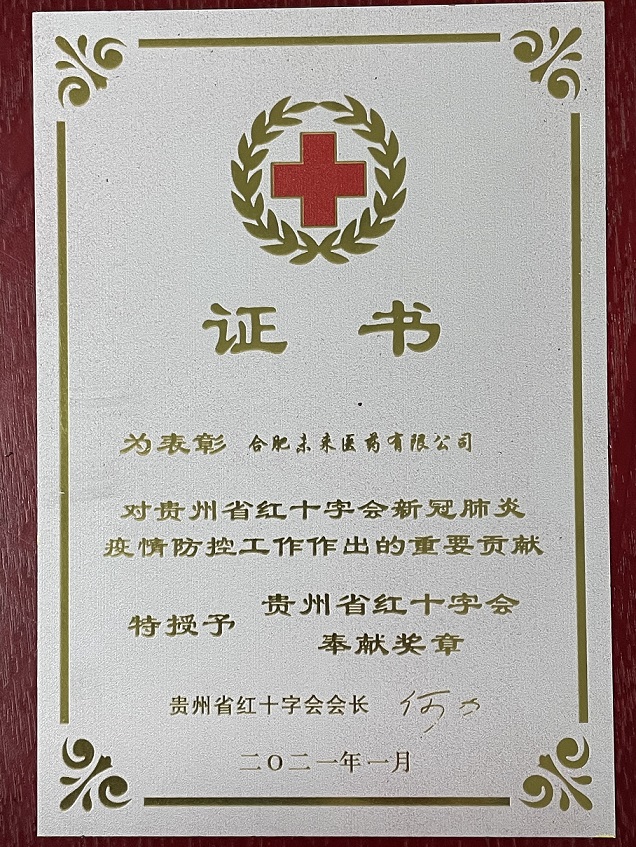 证书
为表彰 合肥未来医药有限公司
对贵州省红十字会新冠肺炎
疫情防控工作作出的重要贡献
特授予 贵州省红十字会
奉献奖章
贵州省红十字会会长 何力
二〇二一年一月